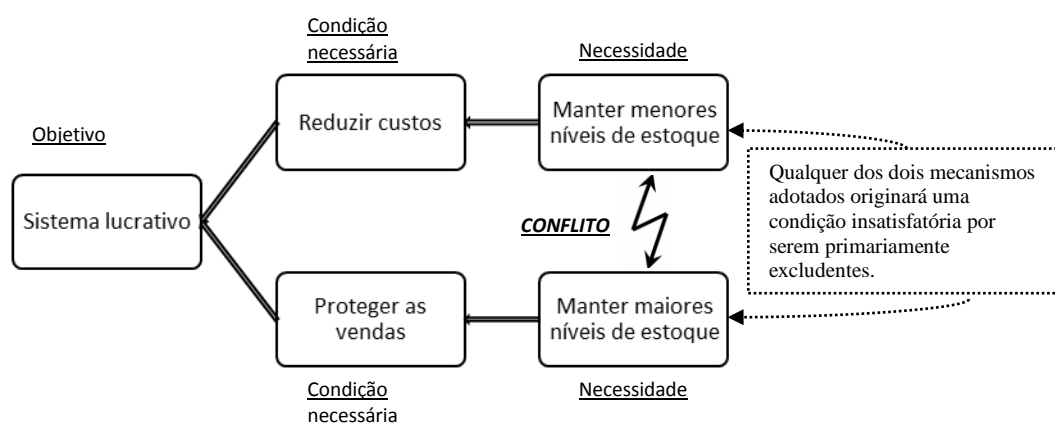 Condição
necessária
Necessidade
Objetivo
Reduzir custos
Manter menores
níveis de estoque
Sistema lucrativo
CONFLITO
Qualquer dos dois mecanismos
adotados originará uma
condição insatisfatória por
serem primariamente
excludentes.
Proteger as
vendas
Manter maiores
níveis de estoque
Condição
necessária
Necessidade